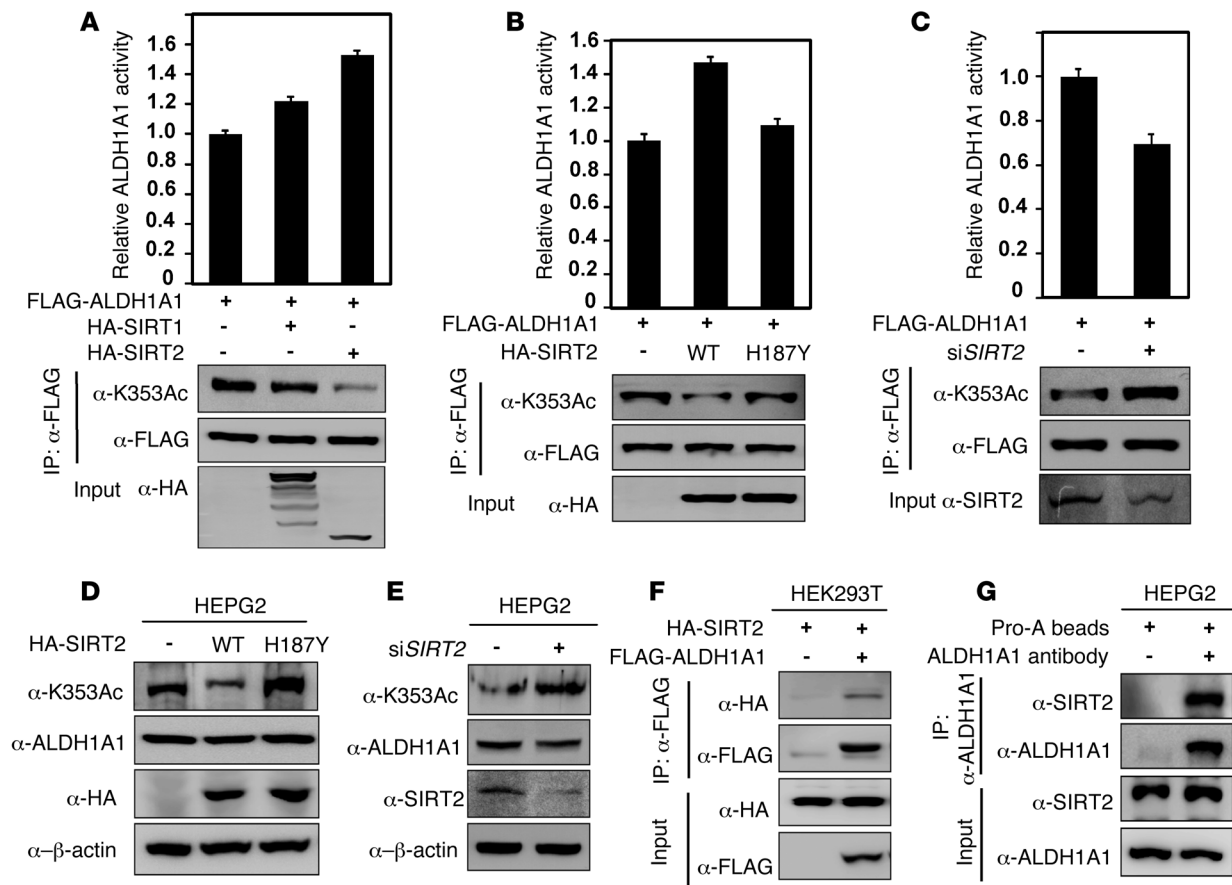 A
Relative ALDH1A1 activity
1.6
1.4
1.2
1.0
0.8
0.6
0.4
0.2
0
FLAG-ALDH1A1 + + +
HA-SIRT1 - + -
HA-SIRT2 - - +
IP: α-FLAG
α-K353Ac
α-FLAG
Input α-HA
B
Relative ALDH1A1 activity
1.6
1.4
1.2
1.0
0.8
0.6
0.4
0.2
0
FLAG-ALDH1A1 + + +
HA-SIRT2 - WT H187Y
IP: α-FLAG
α-K353Ac
α-FLAG
Input α-HA
C
Relative ALDH1A1 activity
1.0
0.8
0.6
0.4
0.2
0
FLAG-ALDH1A1 + +
siSIRT2 - +
IP: α-FLAG
α-K353Ac
α-FLAG
Input α-SIRT2
D
HEPG2
HA-SIRT2 - WT H187Y
α-K353Ac
α-ALDH1A1
α-HA
α–β-actin
E
HEPG2
siSIRT2 - +
α-K353Ac
α-ALDH1A1
α-SIRT2
α–β-actin
F
HEK293T
HA-SIRT2 + +
FLAG-ALDH1A1 - +
IP: α-FLAG
α-HA
α-FLAG
Input
α-HA
α-FLAG
G
HEPG2
Pro-A beads + +
ALDH1A1 antibody - +
IP:
α-ALDH1A1
α-SIRT2
α-ALDH1A1
Input
α-SIRT2
α-ALDH1A1